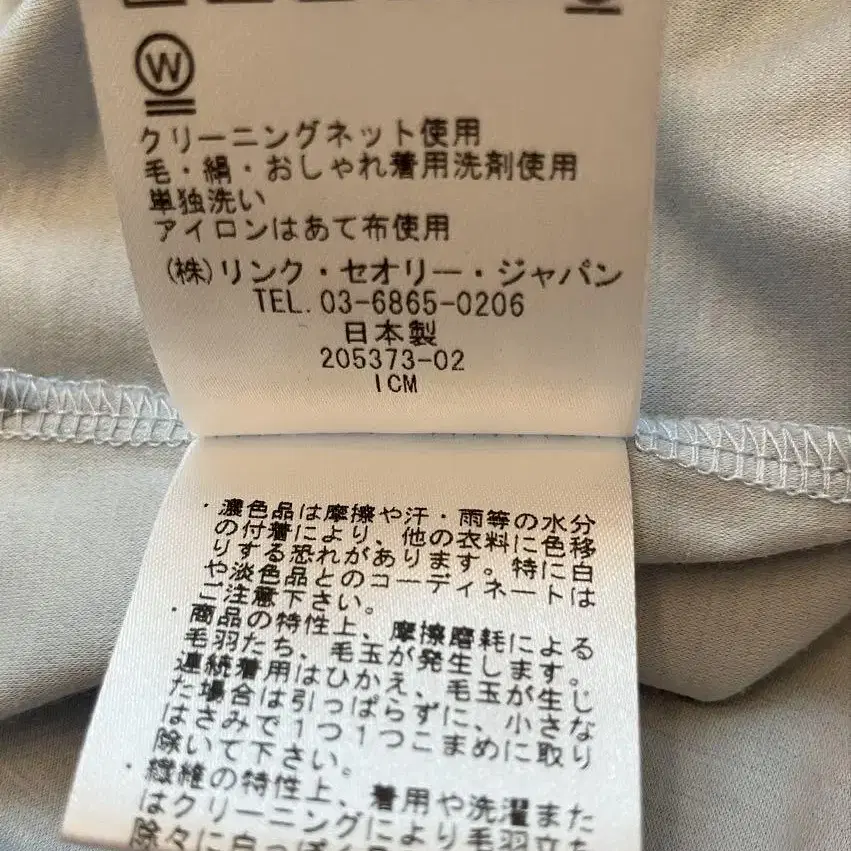 W
クリーニングネット使用
毛・絹・おしゃれ着用洗剤使用
単独洗い
アイロンはあて布使用
(株)リンク・セオリー・ジャパン
TEL. 03-6865-0206
日本製
205373-02
ICM
・濃色品は摩擦や汗・雨等の水分
の付着により、他の衣料に色移
りする恐れがあります。特に白
や淡色品とのコーディネートは
ご注意下さい。
・商品の特性上、摩擦磨耗による
毛羽たち、毛玉が発生します。
連続着用はひかえ、毛玉が生じ
た場合は引っぱらずに、小さな
はさみで1つ1つこまめに取り
除いて下さい。
・繊維の特性上、着用や洗濯また
はクリーニングにより毛羽立ち
除々に白っぽく